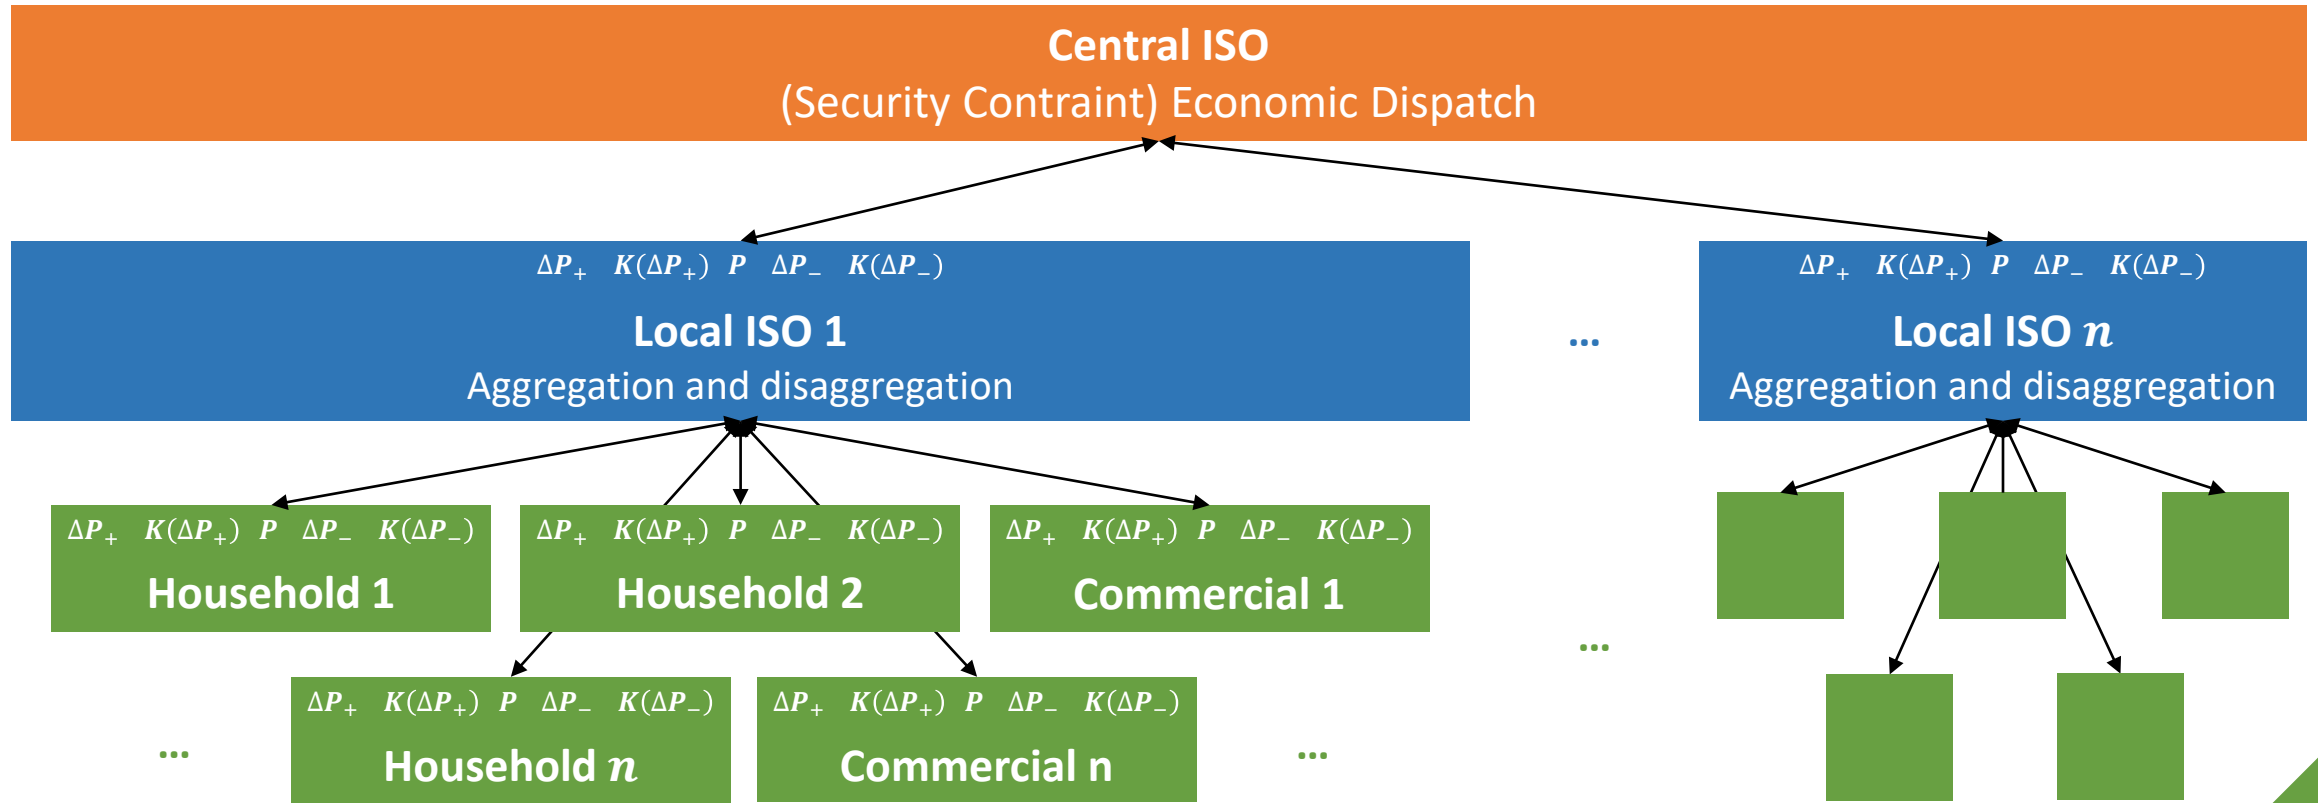 Central ISO
(Security Contraint) Economic Dispatch
ΔP₊ K(ΔP₊) P ΔP₋ K(ΔP₋)
Local ISO 1
Aggregation and disaggregation
...
ΔP₊ K(ΔP₊) P ΔP₋ K(ΔP₋)
Local ISO n
Aggregation and disaggregation
ΔP₊ K(ΔP₊) P ΔP₋ K(ΔP₋)
Household 1
ΔP₊ K(ΔP₊) P ΔP₋ K(ΔP₋)
Household 2
ΔP₊ K(ΔP₊) P ΔP₋ K(ΔP₋)
Commercial 1
...
...
ΔP₊ K(ΔP₊) P ΔP₋ K(ΔP₋)
Household n
ΔP₊ K(ΔP₊) P ΔP₋ K(ΔP₋)
Commercial n
...